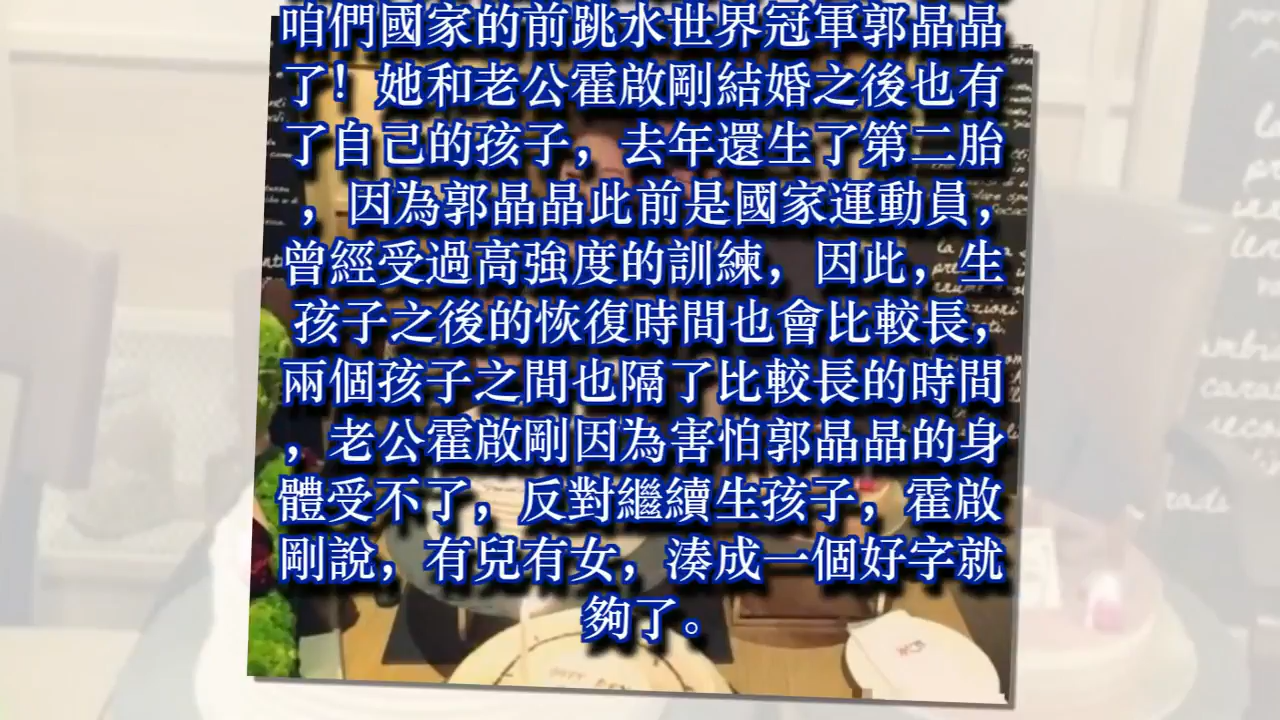 咱們國家的前跳水世界冠軍郭晶晶
了！她和老公霍啟剛結婚之後也有
了自己的孩子，去年還生了第二胎
，因為郭晶晶此前是國家運動員，
曾經受過高強度的訓練，因此，生
孩子之後的恢復時間也會比較長，
兩個孩子之間也隔了比較長的時間
，老公霍啟剛因為害怕郭晶晶的身
體受不了，反對繼續生孩子，霍啟
剛說，有兒有女，湊成一個好字就
夠了。